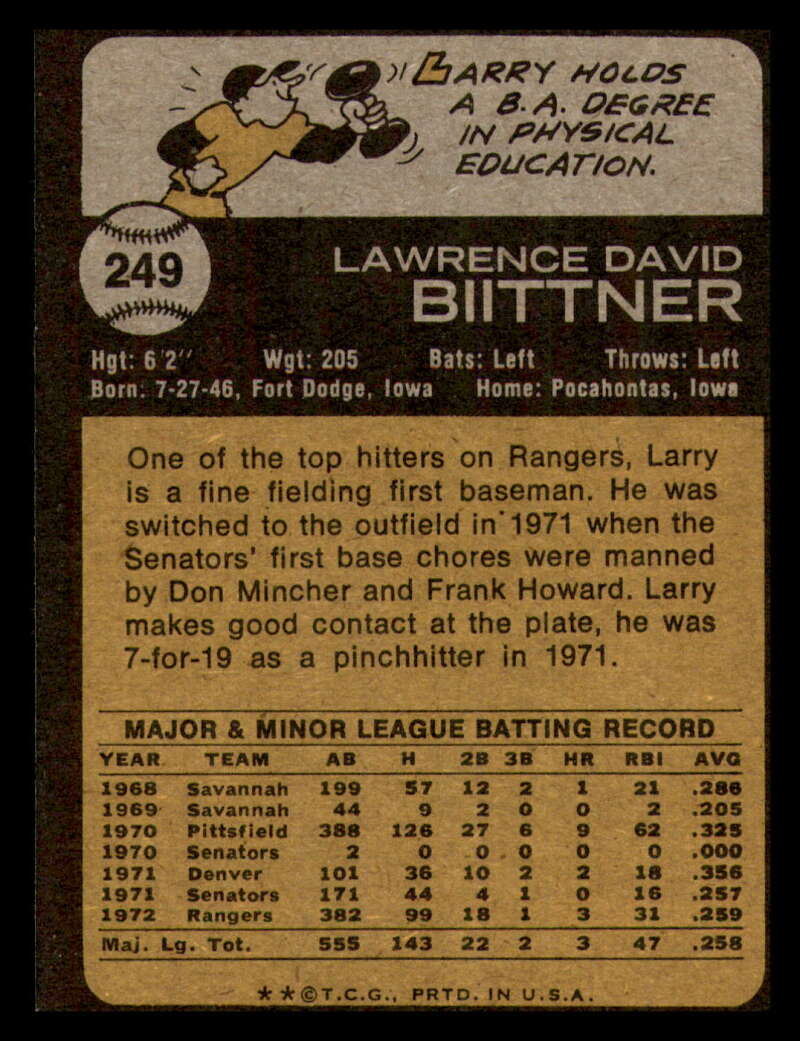 LARRY HOLDS
A B.A. DEGREE
IN PHYSICAL
EDUCATION.
249
LAWRENCE DAVID
BIITTNER
Hgt: 6'2" Wgt: 205 Bats: Left Throws: Left
Born: 7-27-46, Fort Dodge, Iowa Home: Pocahontas, Iowa
One of the top hitters on Rangers, Larry
is a fine fielding first baseman. He was
switched to the outfield in 1971 when the
Senators' first base chores were manned
by Don Mincher and Frank Howard. Larry
makes good contact at the plate, he was
7-for-19 as a pinchhitter in 1971.
MAJOR & MINOR LEAGUE BATTING RECORD
YEAR TEAM AB H 2B 3B HR RBI AVG
1968 Savannah 199 57 12 2 1 21 .286
1969 Savannah 44 9 2 0 0 2 .205
1970 Pittsfield 388 126 27 6 9 62 .325
1970 Senators 2 0 0 0 0 0 .000
1971 Denver 101 36 10 2 2 18 .356
1971 Senators 171 44 4 1 0 16 .257
1972 Rangers 382 99 18 1 3 31 .259
Maj. Lg. Tot. 555 143 22 2 3 47 .258
★★©T.C.G., PRTD. IN U.S.A.